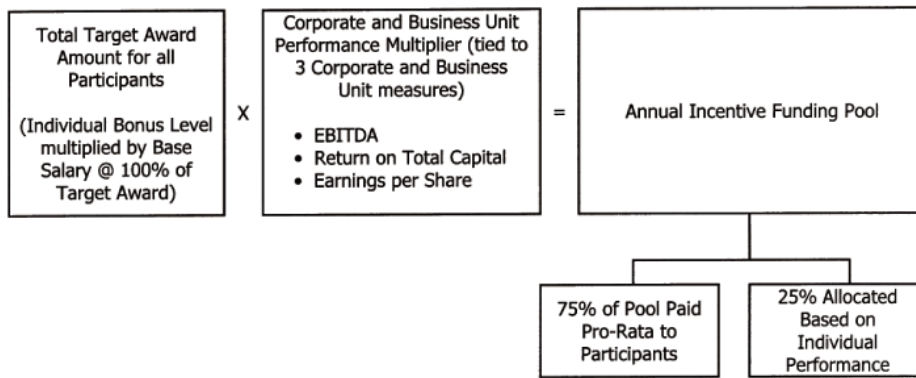 Total Target Award
Amount for all
Participants
(Individual Bonus Level
multiplied by Base
Salary @ 100% of
Target Award)
X
Corporate and Business Unit
Performance Multiplier (tied to
3 Corporate and Business
Unit measures)
• EBITDA
• Return on Total Capital
• Earnings per Share
=
Annual Incentive Funding Pool
75% of Pool Paid
Pro-Rata to
Participants
25% Allocated
Based on
Individual
Performance